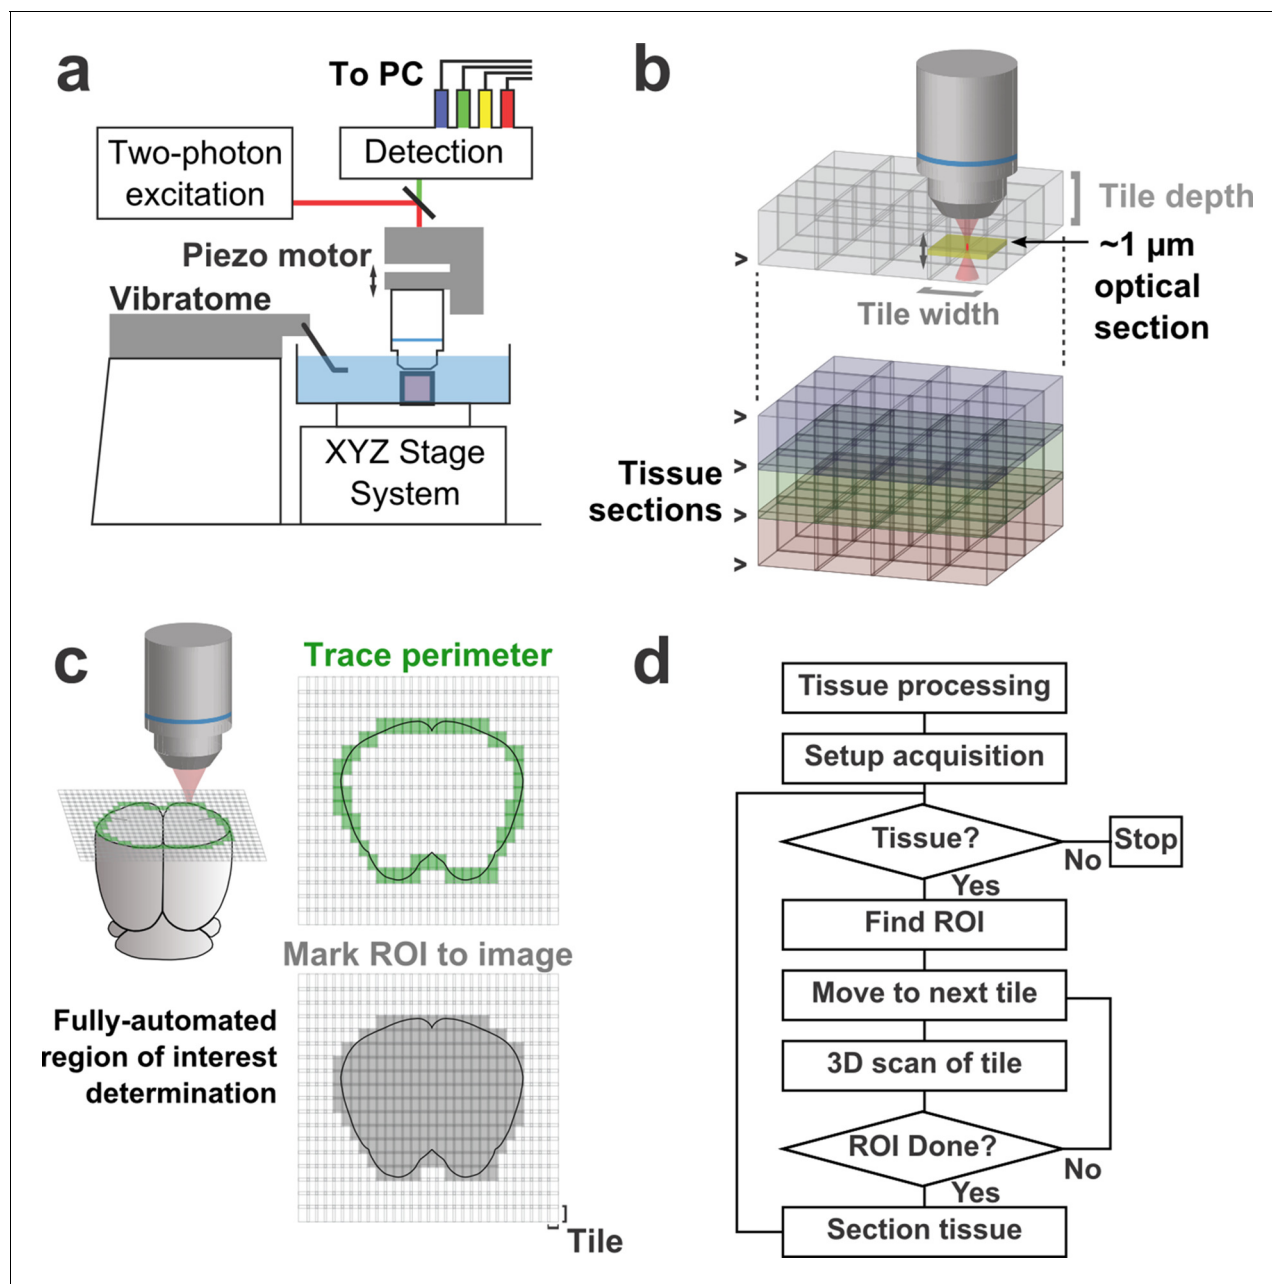 a
To PC
Two-photon
excitation
Detection
Piezo motor
Vibratome
XYZ Stage
System
b
Tile depth
~1 µm
optical
section
>
Tile width
>
>
Tissue
sections
>
>
c
Trace perimeter
Mark ROI to image
Fully-automated
region of interest
determination
Tile
d
Tissue processing
Setup acquisition
Tissue?
No
Stop
Yes
Find ROI
Move to next tile
3D scan of tile
ROI Done?
No
Yes
Section tissue